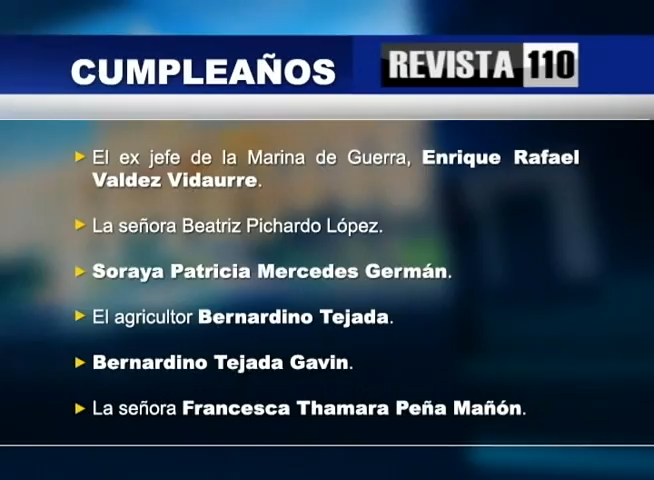 CUMPLEAÑOS
REVISTA 110
El ex jefe de la Marina de Guerra, Enrique Rafael
Valdez Vidaurre.
La señora Beatriz Pichardo López.
Soraya Patricia Mercedes Germán.
El agricultor Bernardino Tejada.
Bernardino Tejada Gavin.
La señora Francesca Thamara Peña Mañón.